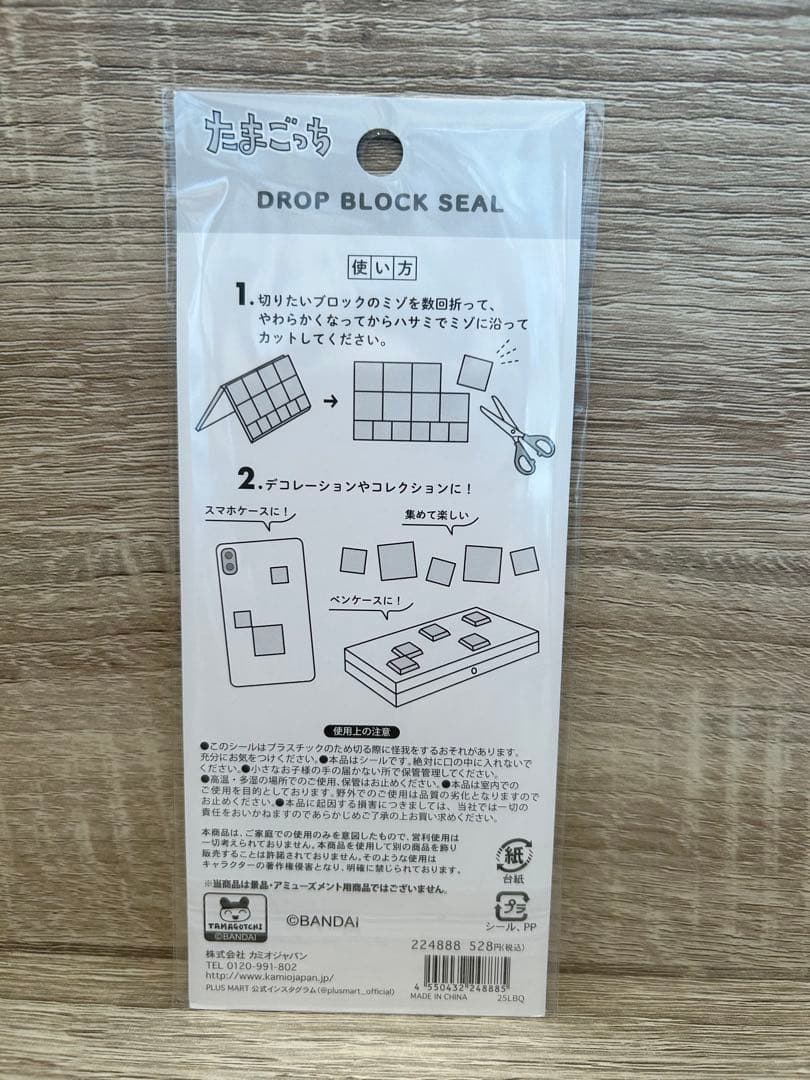 たまごっち
DROP BLOCK SEAL
使い方
1.切りたいブロックのミゾを数回折って、
やわらかくなってからハサミでミゾに沿って
カットしてください。
2.デコレーションやコレクションに!
スマホケースに!
集めて楽しい
ペンケースに!
使用上の注意
●このシールはプラスチックのため切る際に怪我をするおそれがあります。
充分にお気をつけください。●本品はシールです。絶対に口の中に入れないで
ください。●小さなお子様の手の届かない所で保管管理してください。
●高温・多湿の場所でのご使用、保管はお止めください。●本品は室内での
ご使用を目的としております。野外でのご使用は品質の劣化となりますので
お止めください。●本品に起因する損害につきましては、当社では一切の
責任をおいかねますのであらかじめご了承の上お買い求めください。
本商品は、ご家庭での使用のみを意図したもので、営利使用は
一切考えられておりません。本商品を使用して別の商品を飾り
販売することは許諾されておりません。そのような使用は
キャラクターの著作権侵害となり、明確に禁じられております。
※当商品は景品・アミューズメント用商品ではございません。
紙
台紙
プラ
シール、PP
TAMAGOTCHI
©BANDAI
©BANDAI
224888 528円(税込)
株式会社 カミオジャパン
TEL 0120-991-802
http://www.kamiojapan.jp/
PLUS MART 公式インスタグラム(@plusmart_official)
4 550432 248885
MADE IN CHINA
25LBQ